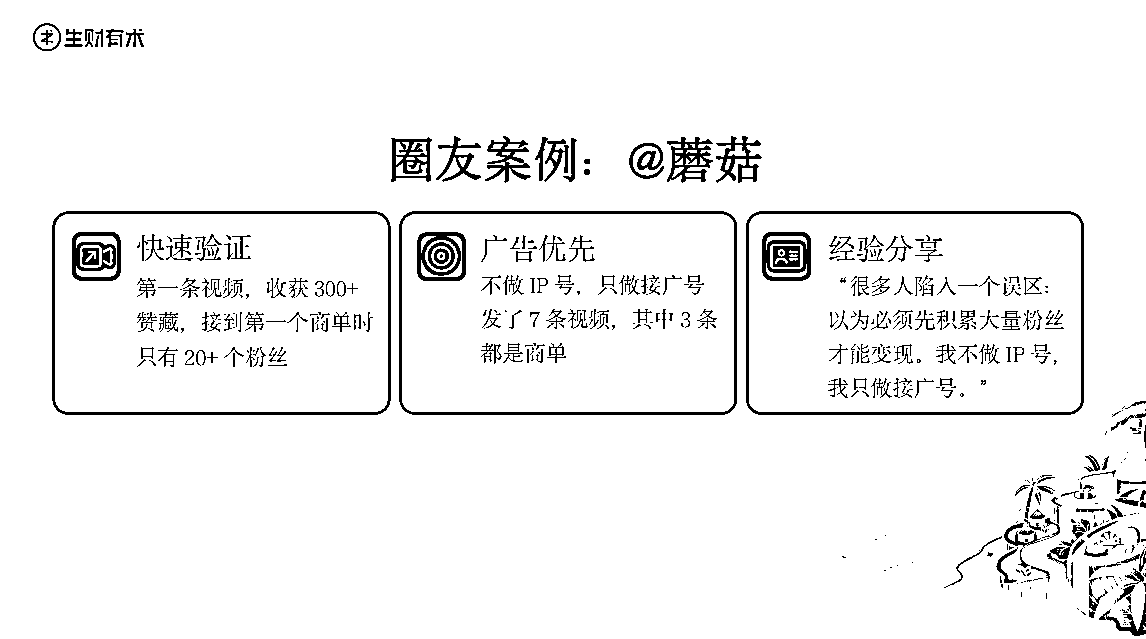 生财有术
圈友案例：@蘑菇
快速验证
第一条视频，收获 300+
赞藏，接到第一个商单时
只有 20+ 个粉丝
广告优先
不做 IP 号，只做接广号
发了 7 条视频，其中 3 条
都是商单
经验分享
“很多人陷入一个误区：
以为必须先积累大量粉丝
才能变现。我不做 IP 号，
我只做接广号。”